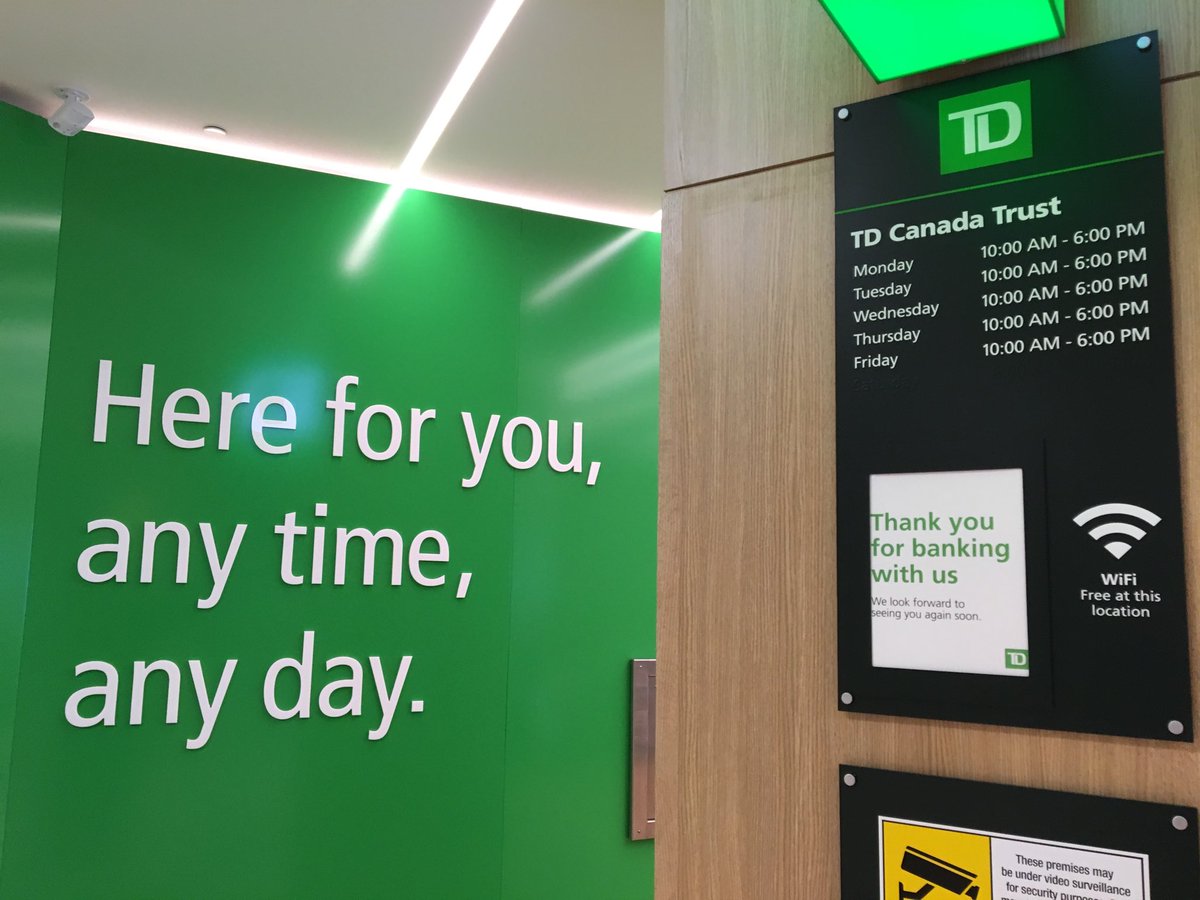 Here for you,
any time,
any day.
TD
TD Canada Trust
Monday 10:00 AM - 6:00 PM
Tuesday 10:00 AM - 6:00 PM
Wednesday 10:00 AM - 6:00 PM
Thursday 10:00 AM - 6:00 PM
Friday 10:00 AM - 6:00 PM
Thank you
for banking
with us
We look forward to
seeing you again soon.
TD
WiFi
Free at this
location
These premises may
be under video surveillance
for security purposes